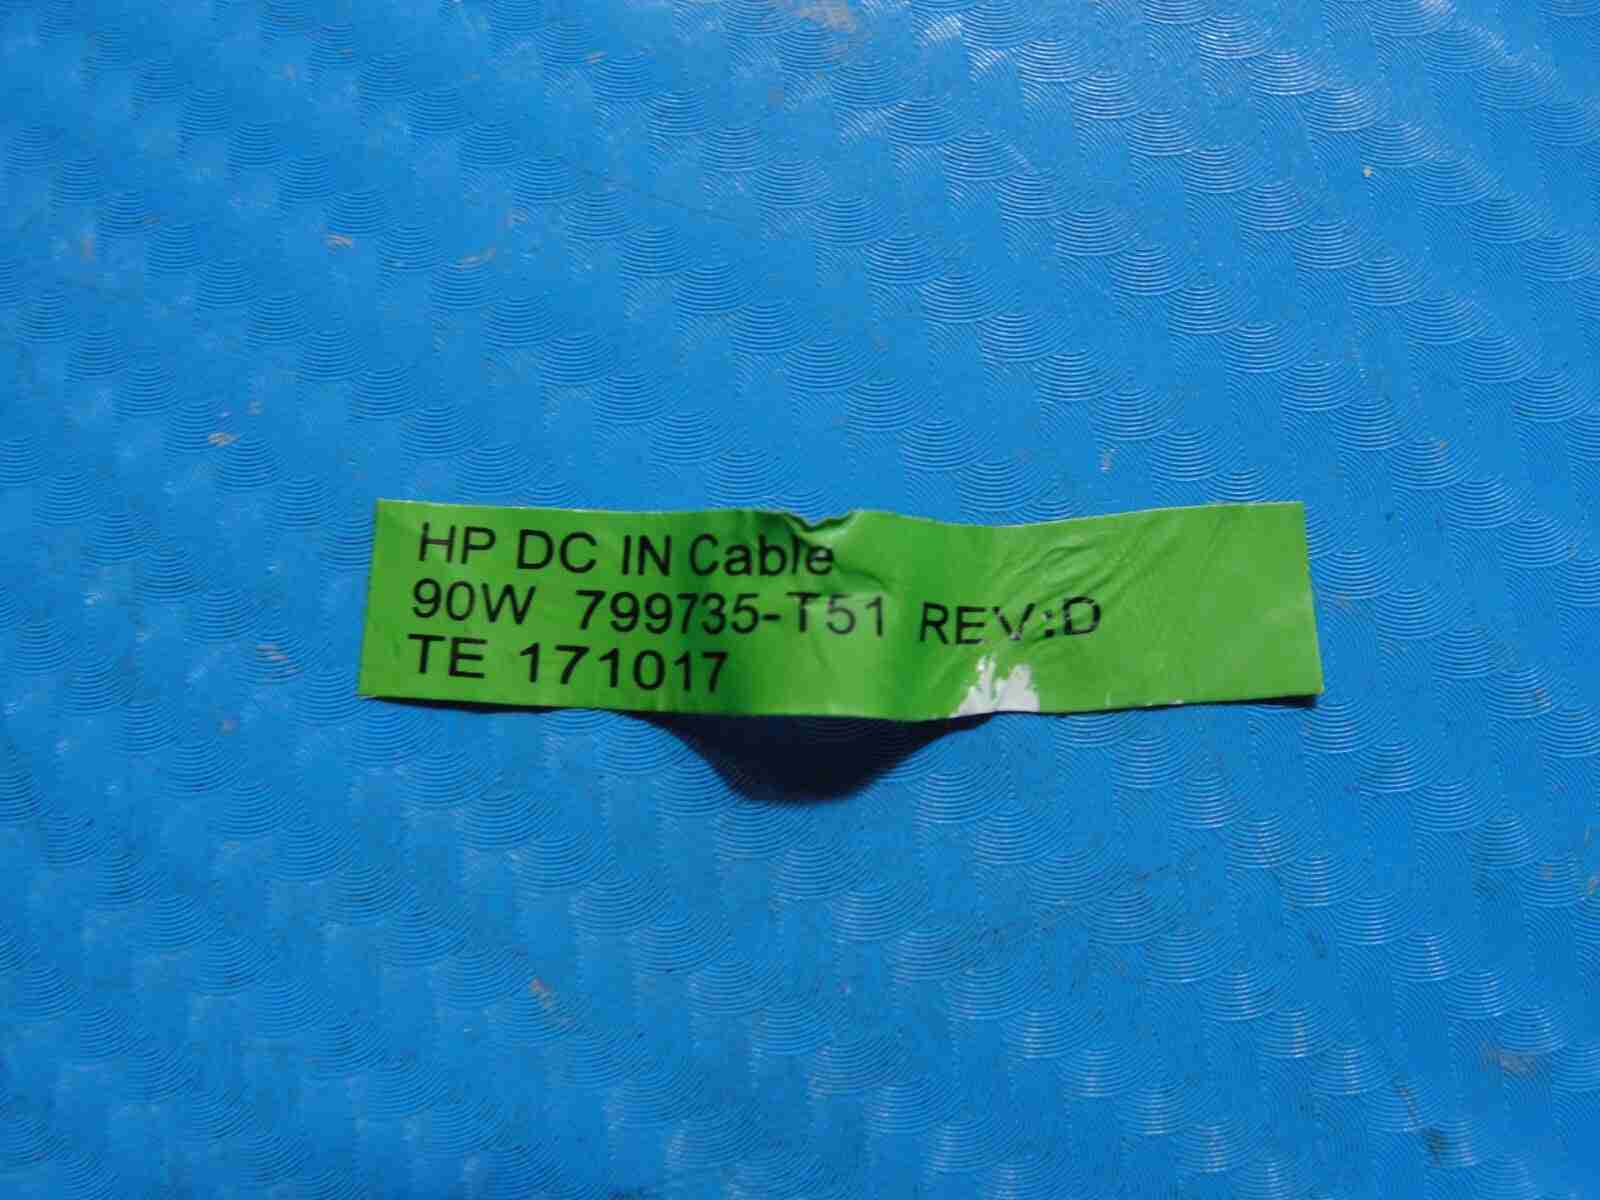 HP DC IN Cable
90W 799735-T51 REV:D
TE 171017